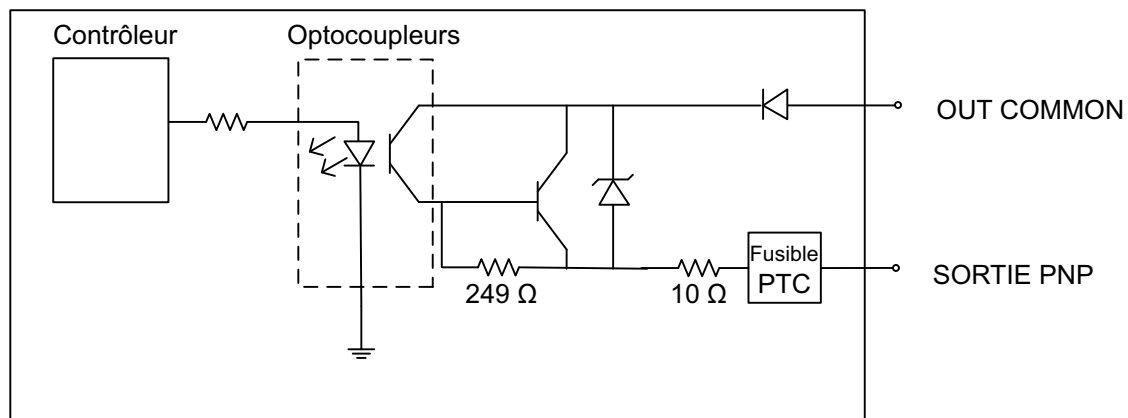 Contrôleur
Optocoupleurs
OUT COMMON
Fusible
PTC
SORTIE PNP
249 Ω
10 Ω